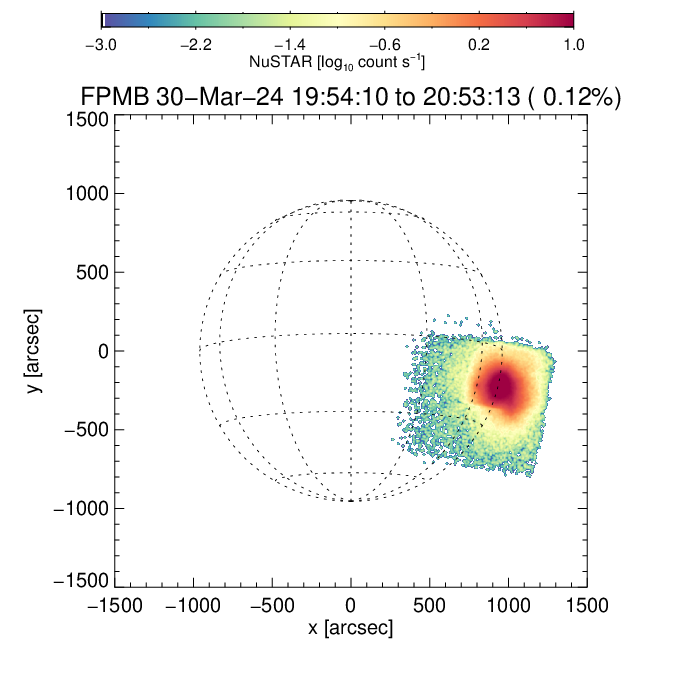 −3.0 −2.2 −1.4 −0.6 0.2 1.0
NuSTAR [log₁₀ count s⁻¹]
FPMB 30−Mar−24 19:54:10 to 20:53:13 ( 0.12%)
1500
1000
500
0
−500
−1000
−1500
y [arcsec]
−1500 −1000 −500 0 500 1000 1500
x [arcsec]